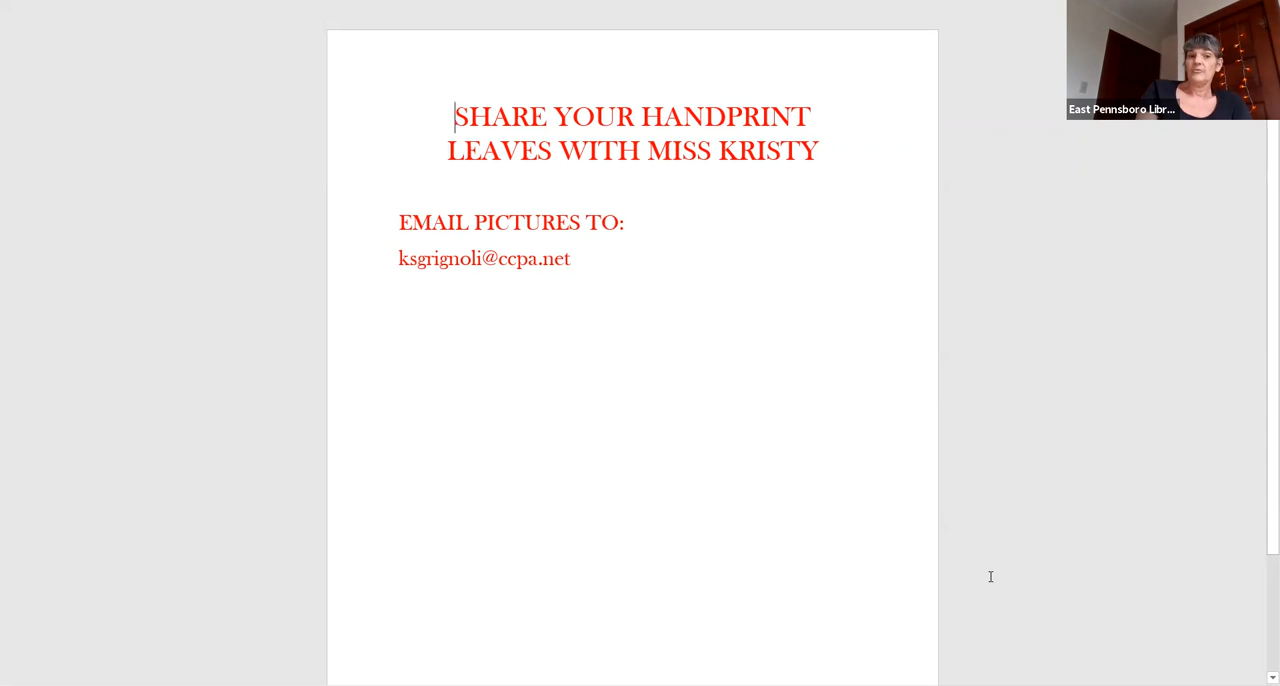 SHARE YOUR HANDPRINT
LEAVES WITH MISS KRISTY
EMAIL PICTURES TO:
ksgrignoli@ccpa.net
East Pennsboro Libr...